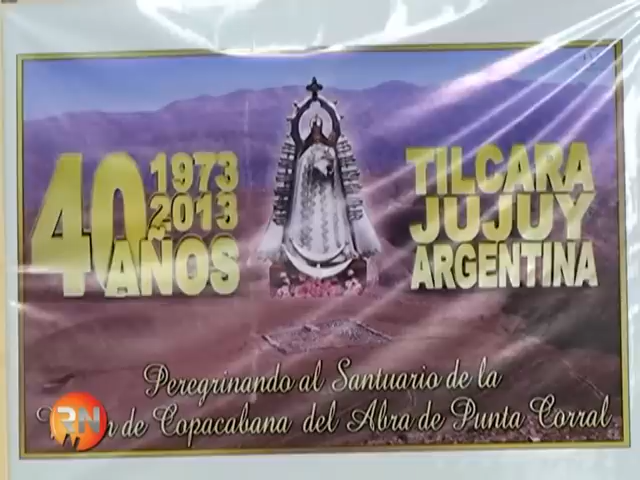 40 AÑOS
1973
2013
TILCARA
JUJUY
ARGENTINA
Peregrinando al Santuario de la
de Copacabana del Abra de Punta Corral
RN